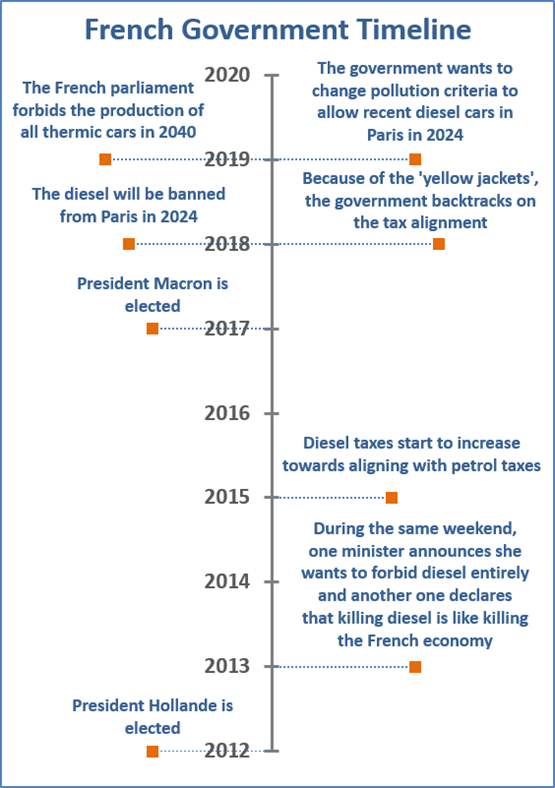 French Government Timeline
2020
The government wants to
change pollution criteria to
allow recent diesel cars in
Paris in 2024
The French parliament
forbids the production of
all thermic cars in 2040
2019
Because of the 'yellow jackets',
the government backtracks on
the tax alignment
The diesel will be banned
from Paris in 2024
2018
President Macron is
elected
2017
2016
Diesel taxes start to increase
towards aligning with petrol taxes
2015
During the same weekend,
one minister announces she
wants to forbid diesel entirely
and another one declares
that killing diesel is like killing
the French economy
2014
2013
President Hollande is
elected
2012